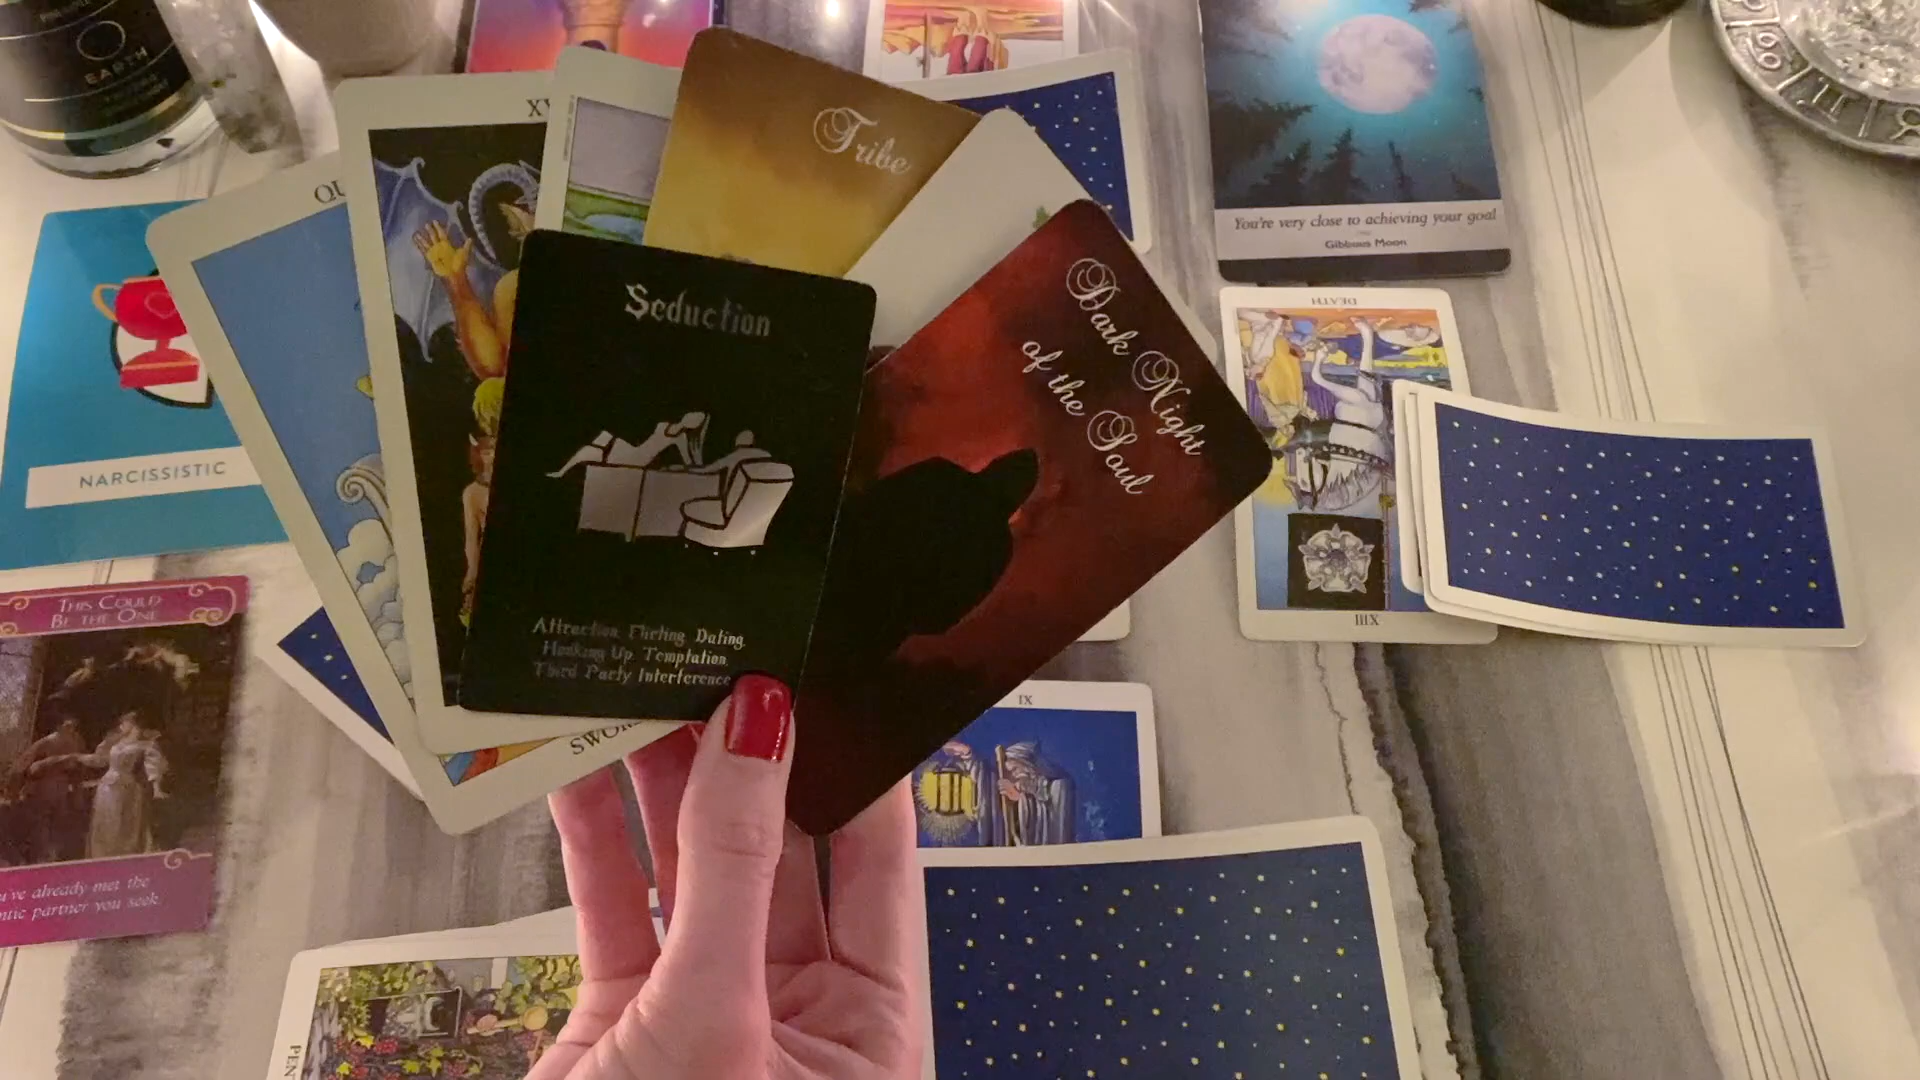 EARTH
XV
Tribe
QU
Seduction
Attraction, Flirting, Dating,
Hooking Up, Temptation,
Third Party Interference
Dark Night
of the Soul
You're very close to achieving your goal
Gibbous Moon
DEATH
XIII
NARCISSISTIC
THIS COULD
BE THE ONE
u've already met the
ntic partner you seek.
SWOR
IX
PEN